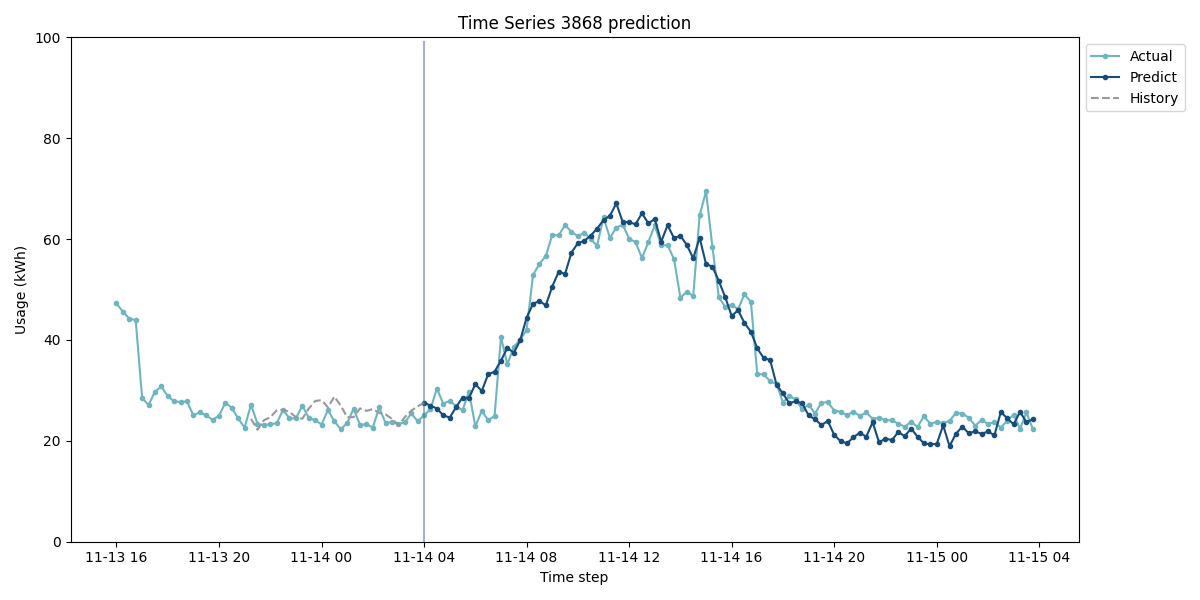 Time Series 3868 prediction
Usage (kWh)
100
80
60
40
20
0
11-13 16
11-13 20
11-14 00
11-14 04
11-14 08
11-14 12
11-14 16
11-14 20
11-15 00
11-15 04
Time step
Actual
Predict
History